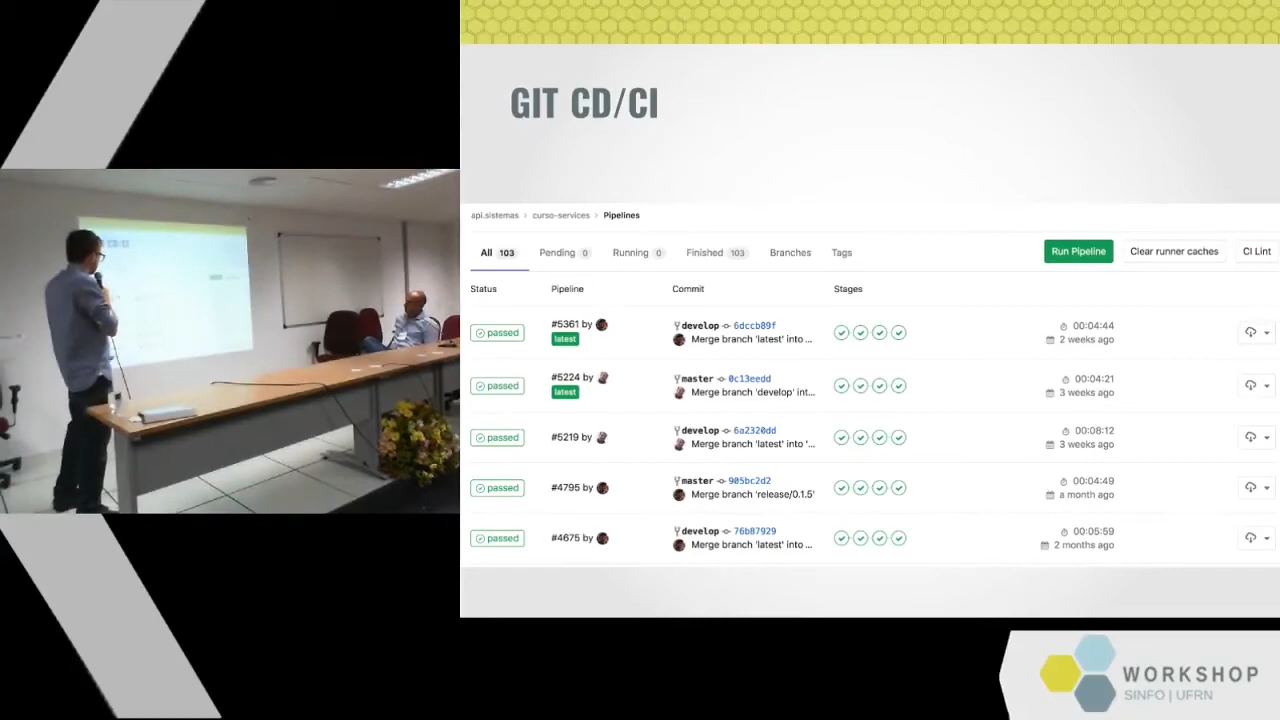 GIT CD/CI
api.sistemas > curso-services > Pipelines
All 103 Pending 0 Running 0 Finished 103 Branches Tags Run Pipeline Clear runner caches CI Lint
Status Pipeline Commit Stages
passed #5361 by latest develop 6dccb89f Merge branch 'latest' into ... 00:04:44 2 weeks ago
passed #5224 by latest master 0c13eedd Merge branch 'develop' int... 00:04:21 3 weeks ago
passed #5219 by develop 6a2320dd Merge branch 'latest' into '... 00:08:12 3 weeks ago
passed #4795 by master 905bc2d2 Merge branch 'release/0.1.5' 00:04:49 a month ago
passed #4675 by develop 76b87929 Merge branch 'latest' into ... 00:05:59 2 months ago
WORKSHOP
SINFO | UFRN